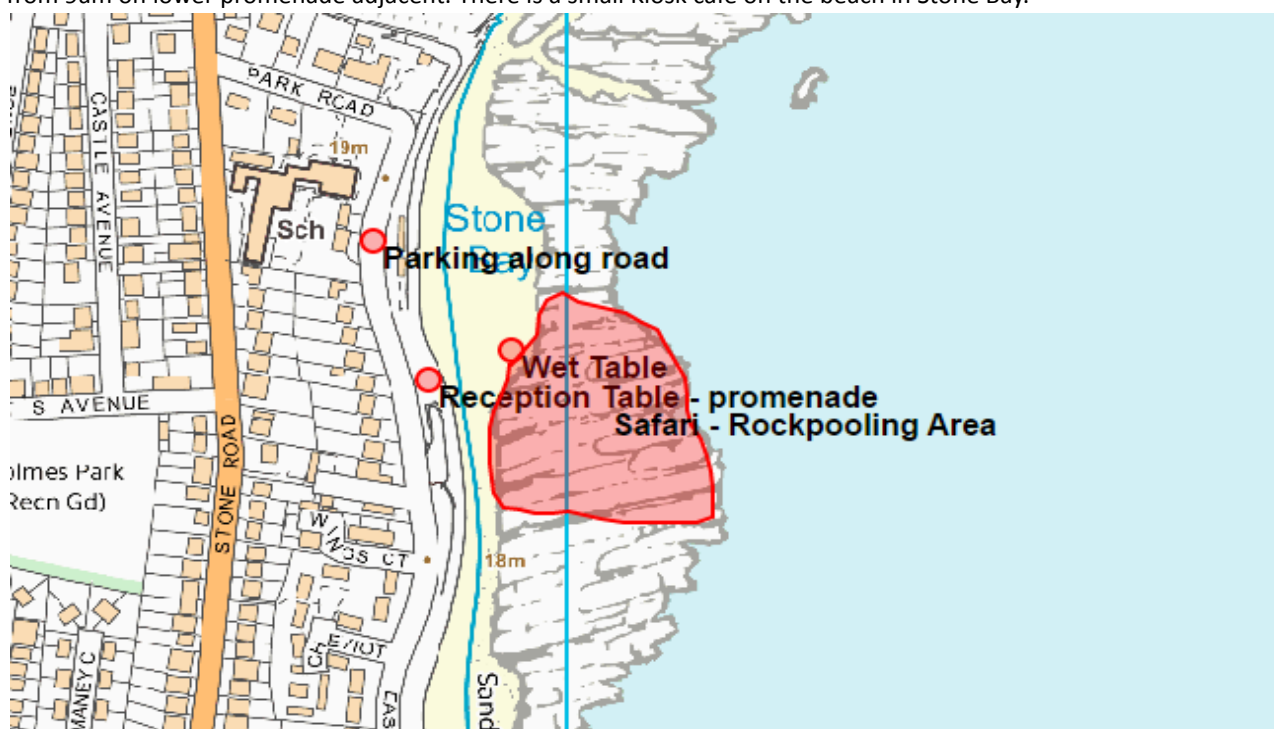 from 9am on lower promenade adjacent. There is a small kiosk café on the beach in Stone Bay.
PARK ROAD
CASTLE AVENUE
19m
Sch
Stone
Bay
Parking along road
Wet Table
Reception Table - promenade
Safari - Rockpooling Area
S AVENUE
STONE ROAD
olmes Park
Recn Gd)
WINGS CT
18m
Sand
MANEY C